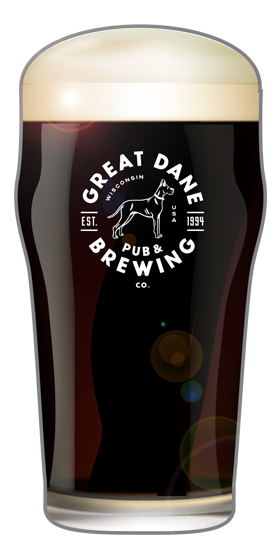 GREAT DANE
WISCONSIN
USA
EST. 1994
PUB &
BREWING
CO.